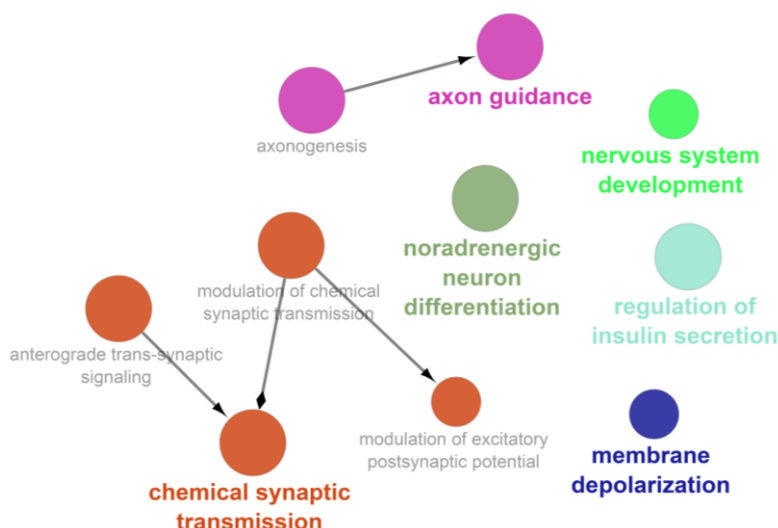 axon guidance
axonogenesis
nervous system
development
noradrenergic
neuron
differentiation
modulation of chemical
synaptic transmission
regulation of
insulin secretion
anterograde trans-synaptic
signaling
modulation of excitatory
postsynaptic potential
membrane
depolarization
chemical synaptic
transmission